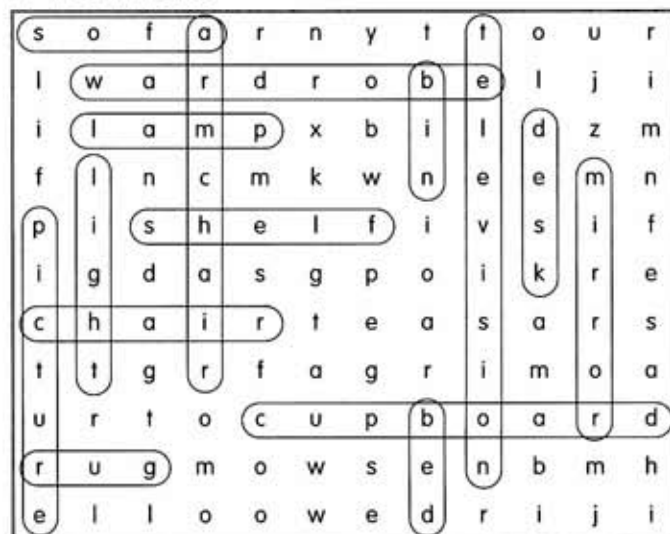 s o f a r n y t t o u r
l w a r d r o b e l j i
i l a m p x b i l d z m
f l n c m k w n e e m n
p i s h e l f i v s i f
i g d a s g p o i k r e
c h a i r t e a s a r s
t t g r f a g r i m o a
u r t o c u p b o a r d
r u g m o w s e n b m h
e l l o o w e d r i j i